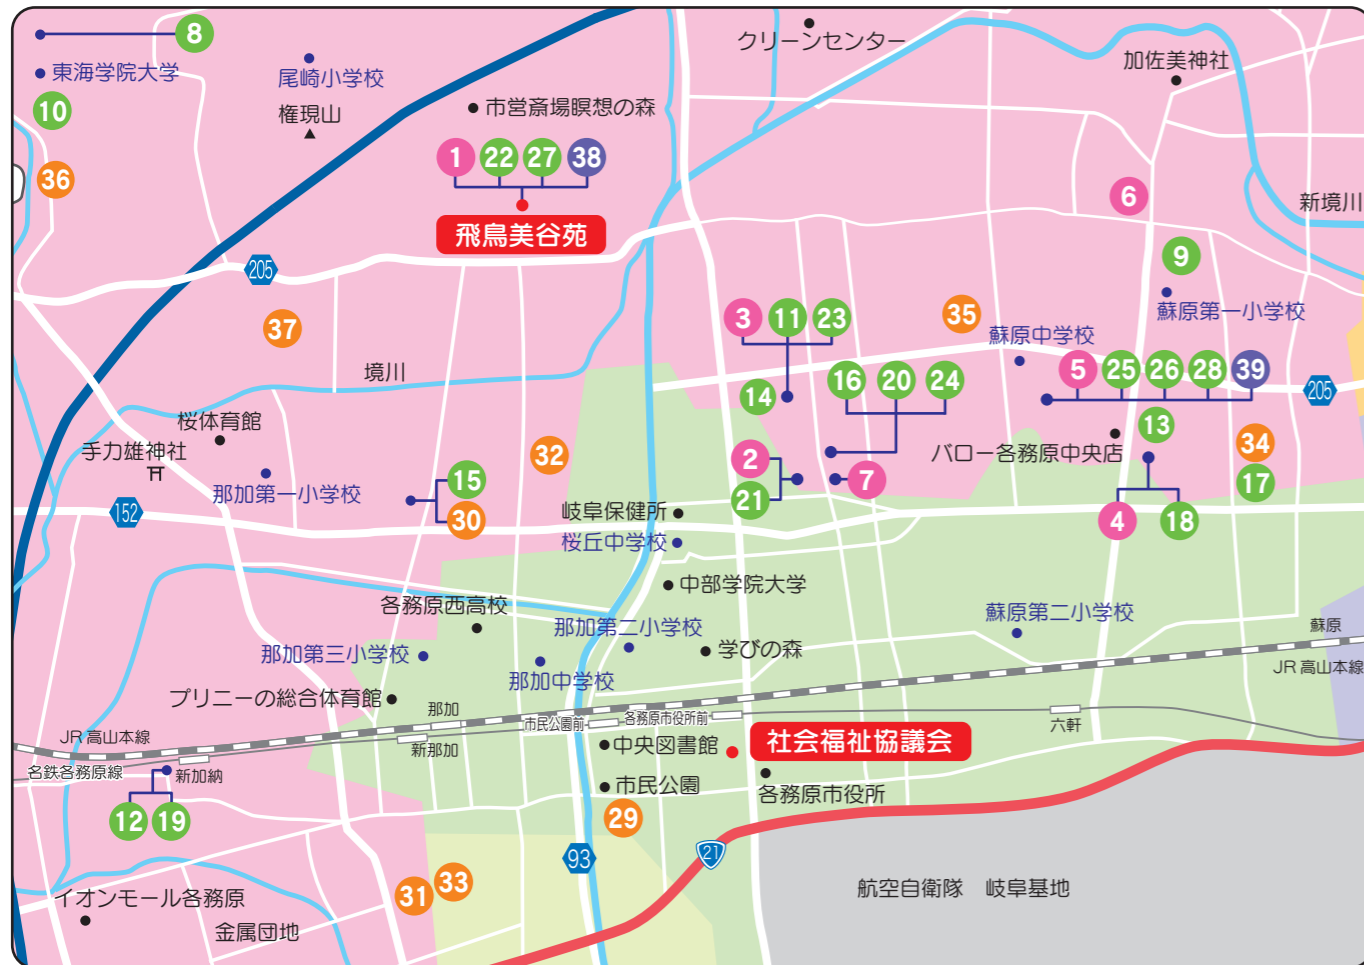 8
クリーンセンター
東海学院大学
尾崎小学校
加佐美神社
10
権現山
市営斎場瞑想の森
36
1 22 27 38
6
新境川
飛鳥美谷苑
205
9
37
3 11 23
35
蘇原第一小学校
蘇原中学校
境川
16 20 24
5 25 26 28 39
205
14
桜体育館
手力雄神社
32
2
バロー各務原中央店
13
34
那加第一小学校
15
7
17
21
152
30
岐阜保健所
4 18
桜丘中学校
中部学院大学
各務原西高校
那加第二小学校
蘇原第二小学校
蘇原
那加第三小学校
学びの森
JR高山本線
那加中学校
プリニーの総合体育館
那加
市民公園前
各務原市役所前
六軒
JR高山本線
新那加
中央図書館
社会福祉協議会
名鉄各務原線
新加納
市民公園
各務原市役所
12 19
29
21
93
31 33
航空自衛隊 岐阜基地
イオンモール各務原
金属団地